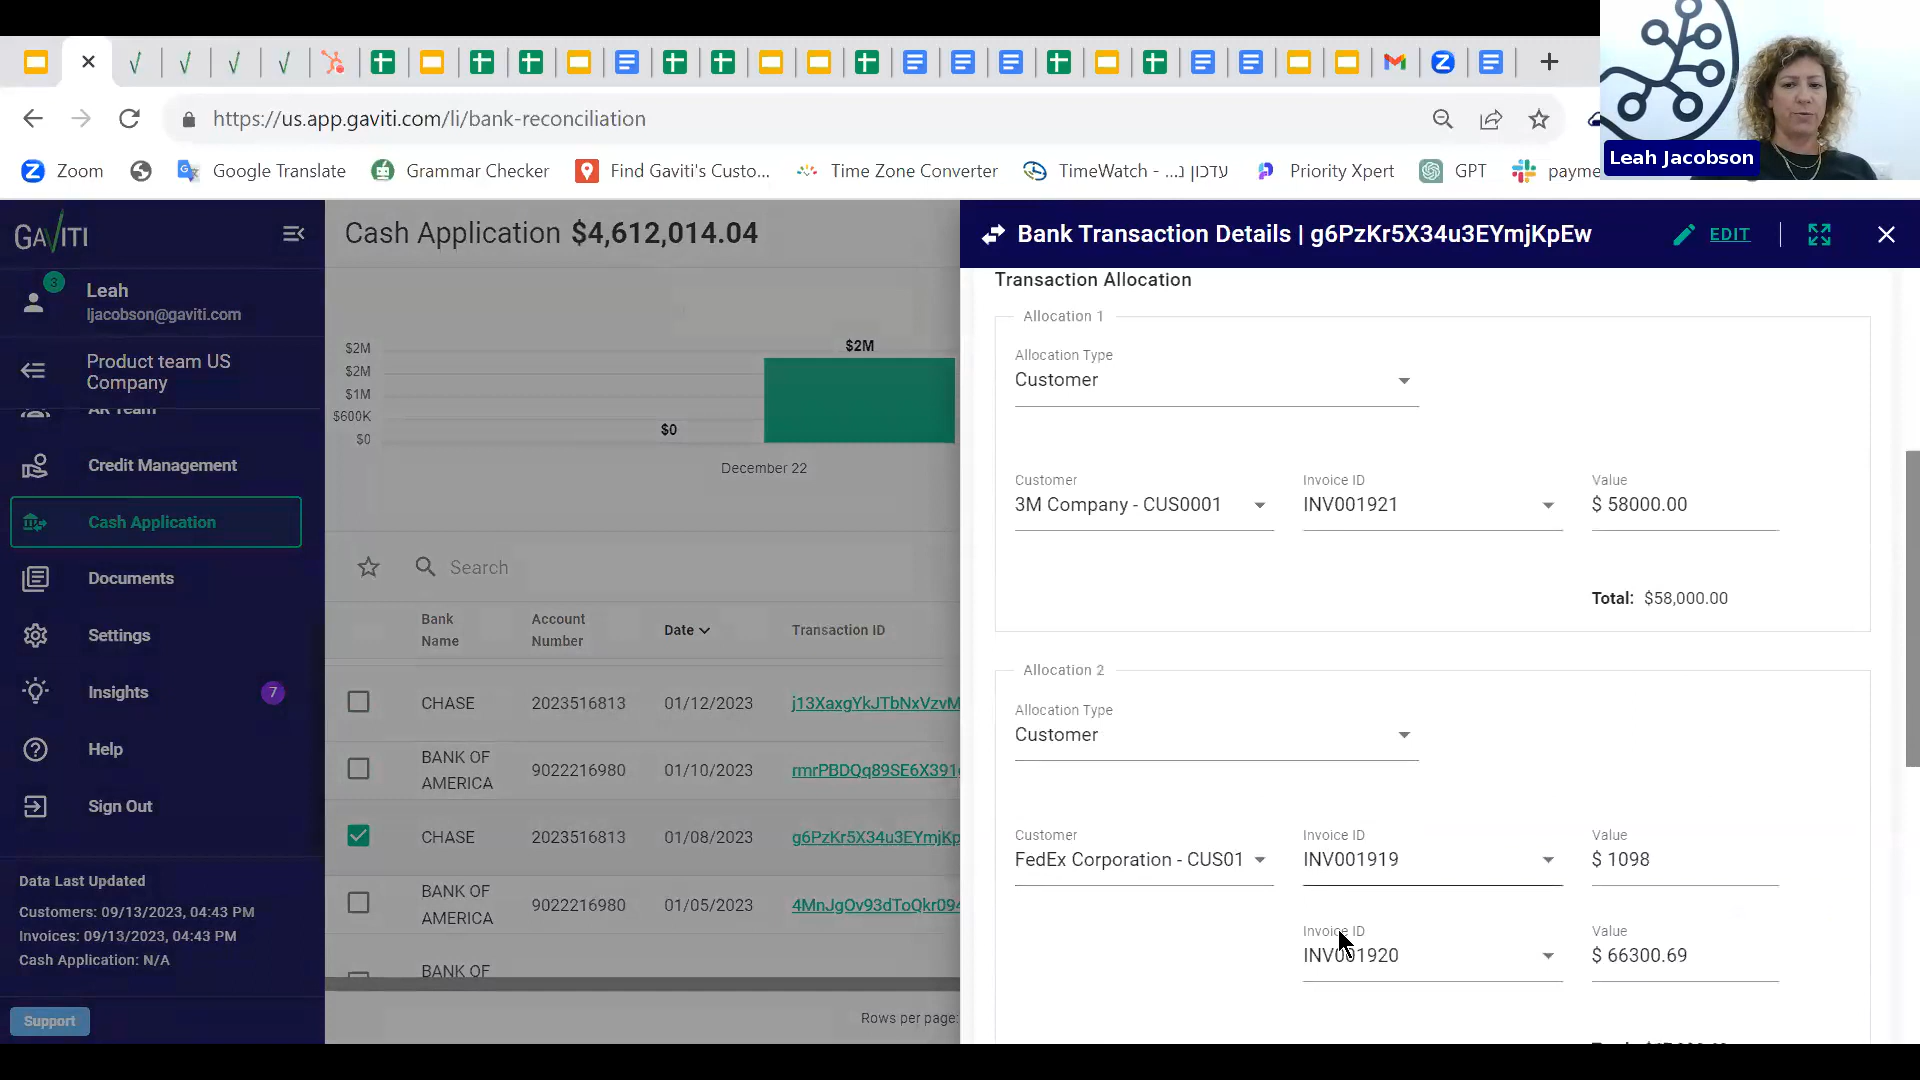 https://us.app.gaviti.com/li/bank-reconciliation
Leah Jacobson
Zoom
Google Translate
Grammar Checker
Find Gaviti's Custo...
Time Zone Converter
TimeWatch - ...עדכון נ
Priority Xpert
GPT
payme
GAVITI
Cash Application $4,612,014.04
Bank Transaction Details | g6PzKr5X34u3EYmjKpEw
EDIT
3
Leah
ljacobson@gaviti.com
Product team US
Company
AR Team
Credit Management
Cash Application
Documents
Settings
Insights
7
Help
Sign Out
Data Last Updated
Customers: 09/13/2023, 04:43 PM
Invoices: 09/13/2023, 04:43 PM
Cash Application: N/A
Support
$2M
$2M
$1M
$600K
$0
$0
$2M
December 22
Search
Bank Name
Account Number
Date
Transaction ID
CHASE
2023516813
01/12/2023
j13XaxgYkJTbNxVzvM
BANK OF
AMERICA
9022216980
01/10/2023
rmrPBDQq89SE6X391
CHASE
2023516813
01/08/2023
g6PzKr5X34u3EYmjKp
BANK OF
AMERICA
9022216980
01/05/2023
4MnJgOv93dToQkr094
BANK OF
Rows per page:
Transaction Allocation
Allocation 1
Allocation Type
Customer
Customer
3M Company - CUS0001
Invoice ID
INV001921
Value
$ 58000.00
Total: $58,000.00
Allocation 2
Allocation Type
Customer
Customer
FedEx Corporation - CUS01
Invoice ID
INV001919
Value
$ 1098
Invoice ID
INV001920
Value
$ 66300.69